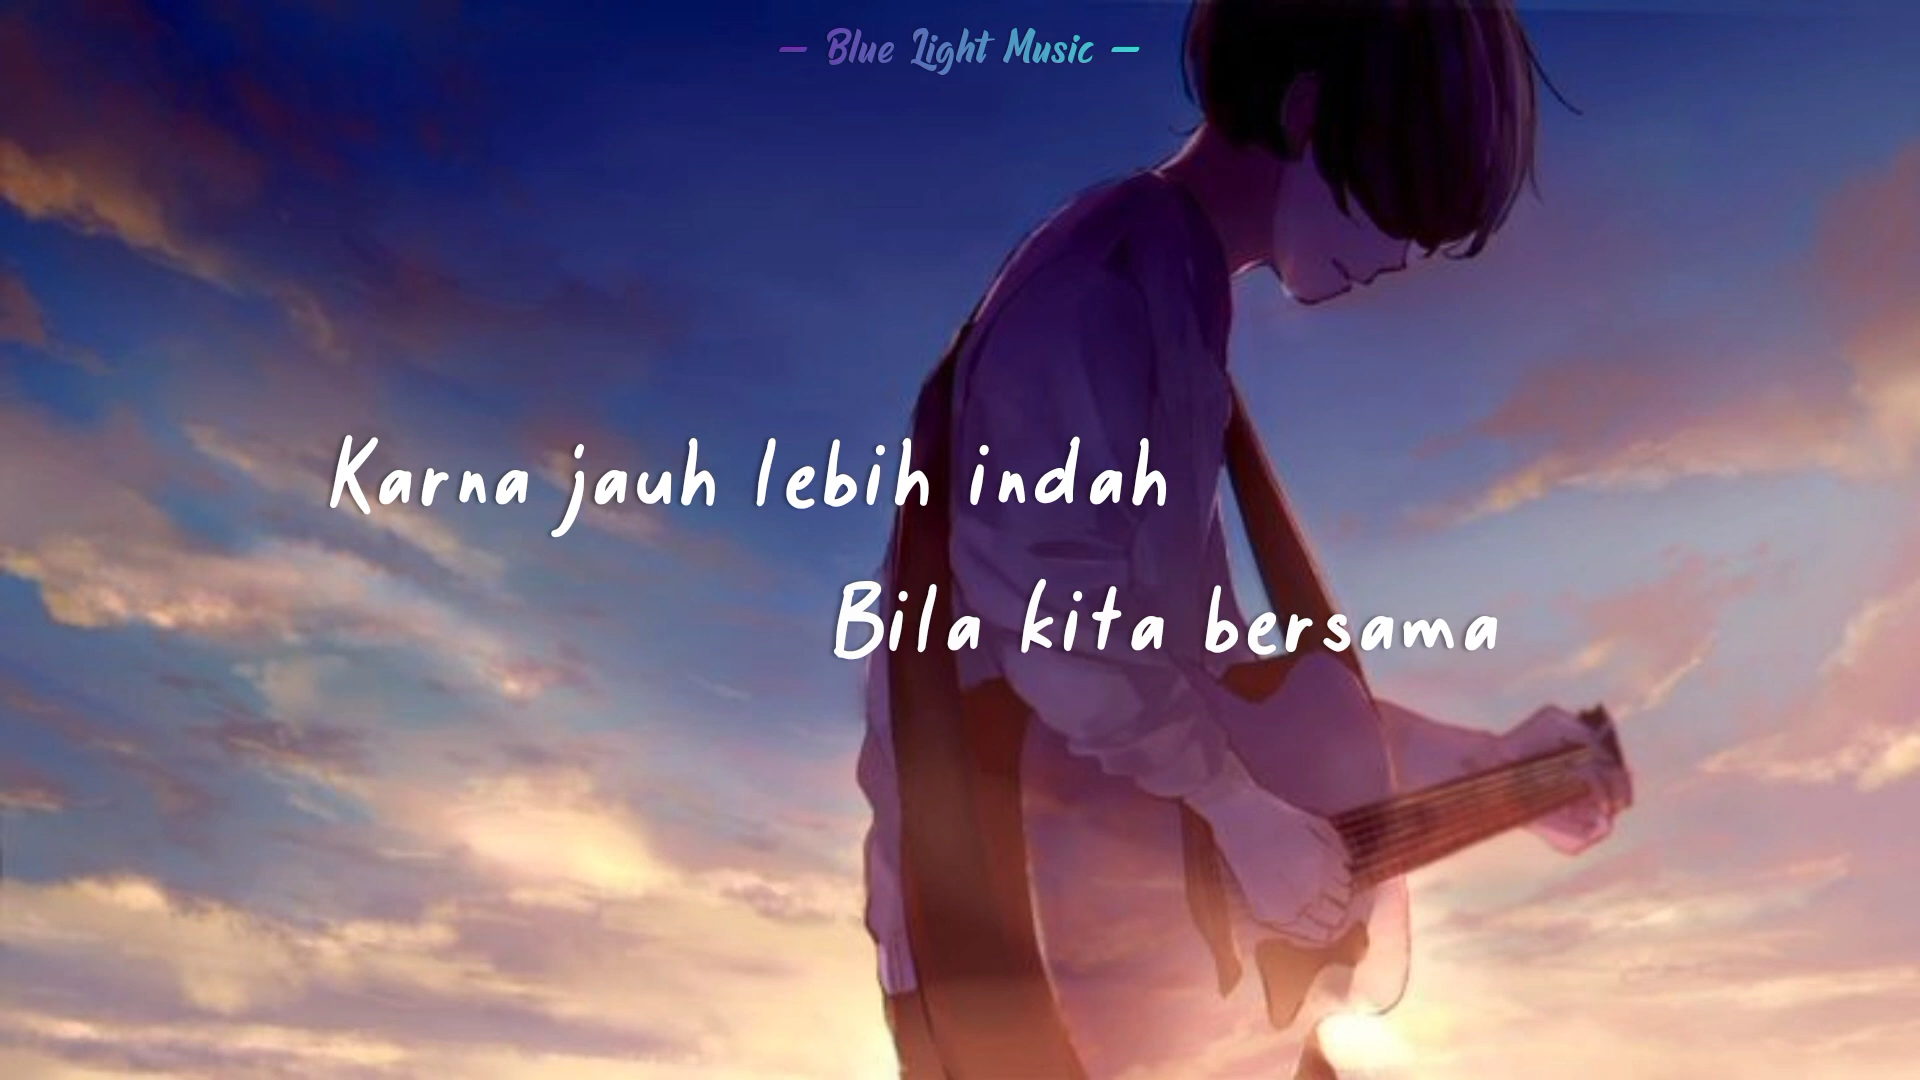 — Blue Light Music —
Karna jauh lebih indah
Bila kita bersama